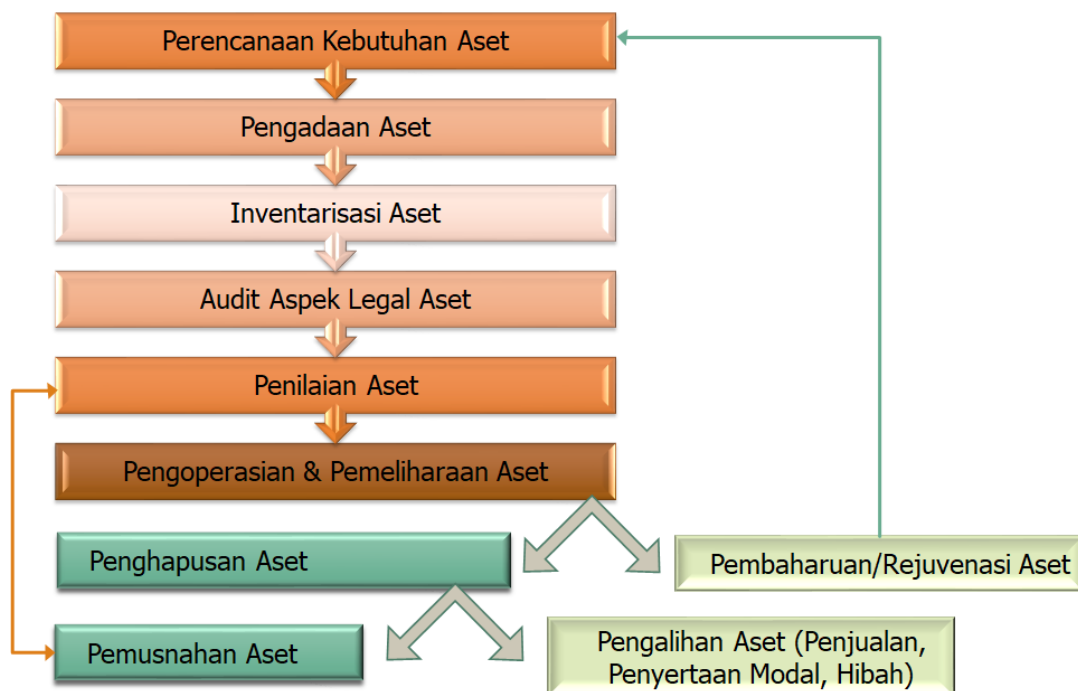 Perencanaan Kebutuhan Aset
Pengadaan Aset
Inventarisasi Aset
Audit Aspek Legal Aset
Penilaian Aset
Pengoperasian & Pemeliharaan Aset
Penghapusan Aset
Pembaharuan/Rejuvenasi Aset
Pemusnahan Aset
Pengalihan Aset (Penjualan,
Penyertaan Modal, Hibah)